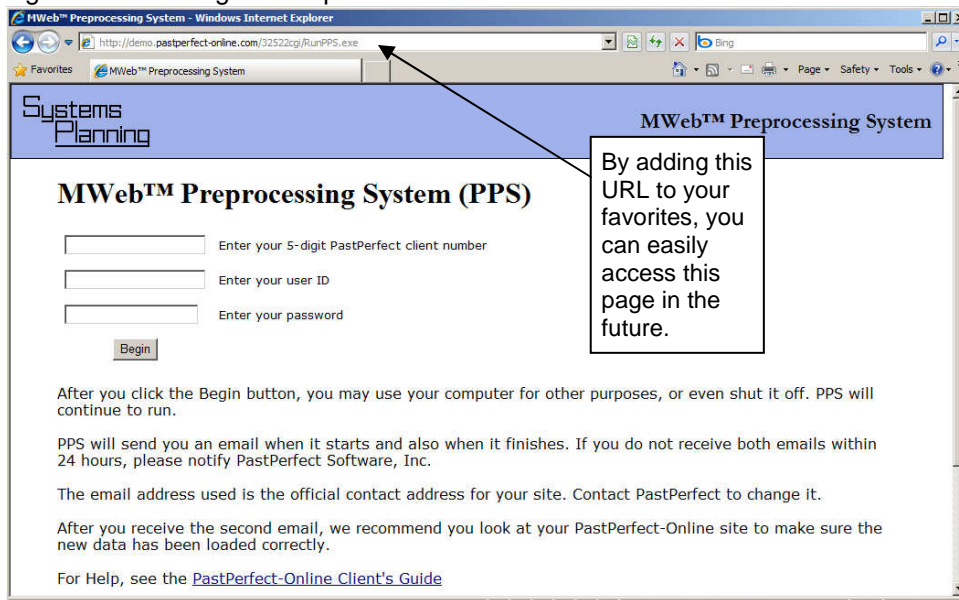 MWeb™ Preprocessing System - Windows Internet Explorer
http://demo.pastperfect-online.com/32522cgi/RunPPS.exe
Bing
Favorites
MWeb™ Preprocessing System
Page
Safety
Tools
Systems
Planning
MWeb™ Preprocessing System
By adding this
URL to your
favorites, you
can easily
access this
page in the
future.
MWeb™ Preprocessing System (PPS)
Enter your 5-digit PastPerfect client number
Enter your user ID
Enter your password
Begin
After you click the Begin button, you may use your computer for other purposes, or even shut it off. PPS will
continue to run.
PPS will send you an email when it starts and also when it finishes. If you do not receive both emails within
24 hours, please notify PastPerfect Software, Inc.
The email address used is the official contact address for your site. Contact PastPerfect to change it.
After you receive the second email, we recommend you look at your PastPerfect-Online site to make sure the
new data has been loaded correctly.
For Help, see the PastPerfect-Online Client's Guide